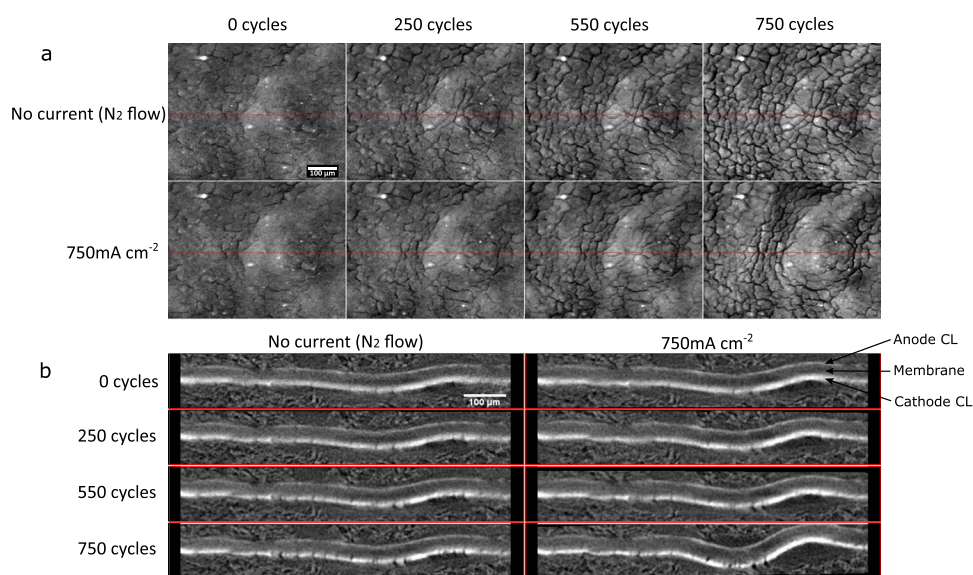 0 cycles 250 cycles 550 cycles 750 cycles
a
No current (N2 flow)
100 µm
750mA cm-2
No current (N2 flow) 750mA cm-2
Anode CL
b
Membrane
0 cycles
Cathode CL
100 µm
250 cycles
550 cycles
750 cycles